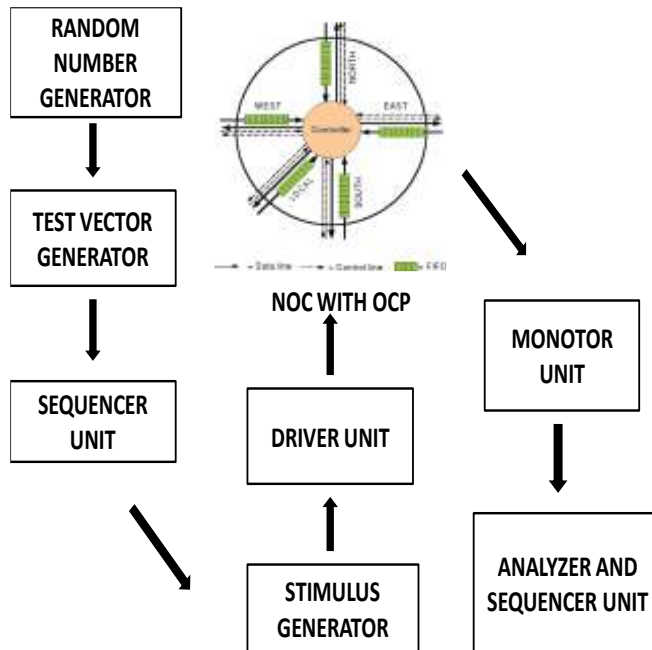 RANDOM
NUMBER
GENERATOR
TEST VECTOR
GENERATOR
SEQUENCER
UNIT
NORTH
WEST
EAST
Controller
LOCAL
SOUTH
= Data line
= Control line
= FIFO
NOC WITH OCP
DRIVER UNIT
STIMULUS
GENERATOR
MONOTOR
UNIT
ANALYZER AND
SEQUENCER UNIT